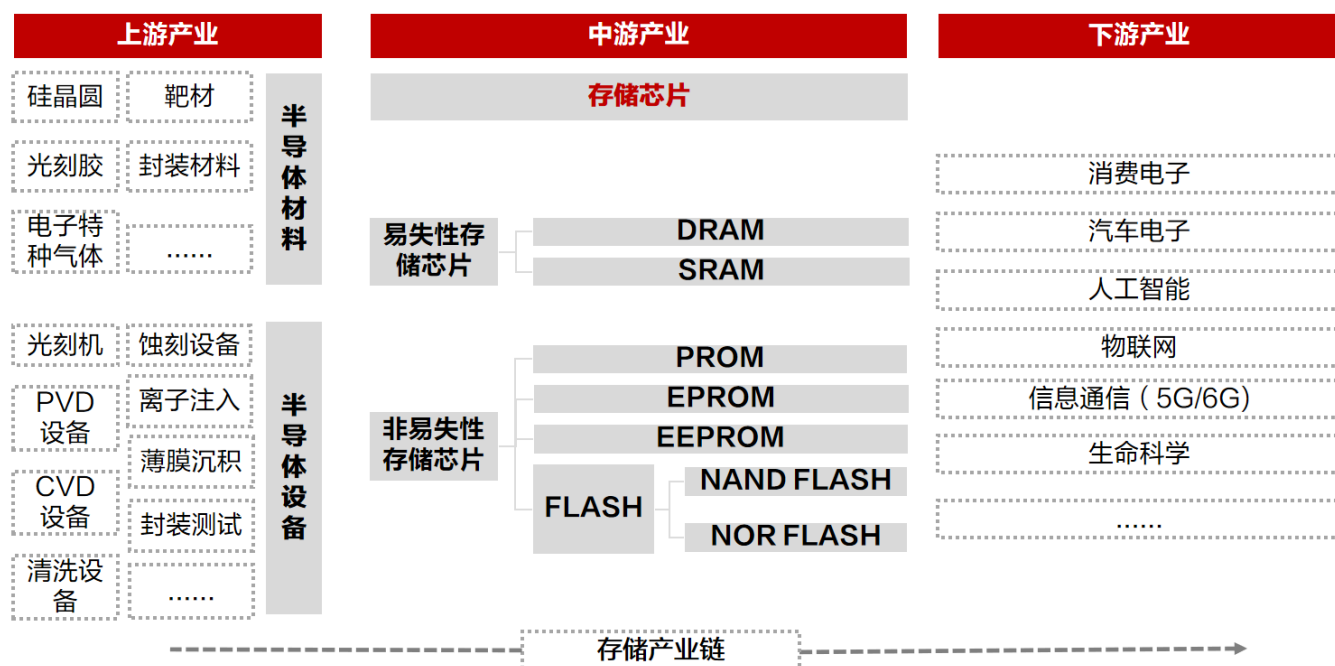 上游产业
硅晶圆
靶材
光刻胶
封装材料
电子特
种气体
……
半导体材料
光刻机
蚀刻设备
PVD
设备
离子注入
薄膜沉积
CVD
设备
封装测试
清洗设
备
……
半导体设备
中游产业
存储芯片
易失性存
储芯片
DRAM
SRAM
非易失性
存储芯片
PROM
EPROM
EEPROM
FLASH
NAND FLASH
NOR FLASH
下游产业
消费电子
汽车电子
人工智能
物联网
信息通信（5G/6G)
生命科学
……
存储产业链